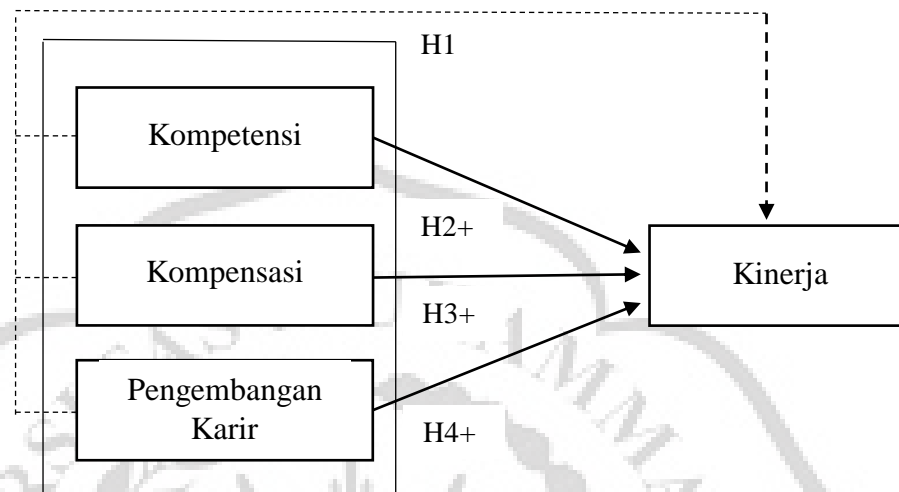 H1
Kompetensi
H2+
Kompensasi
Kinerja
H3+
Pengembangan
Karir
H4+